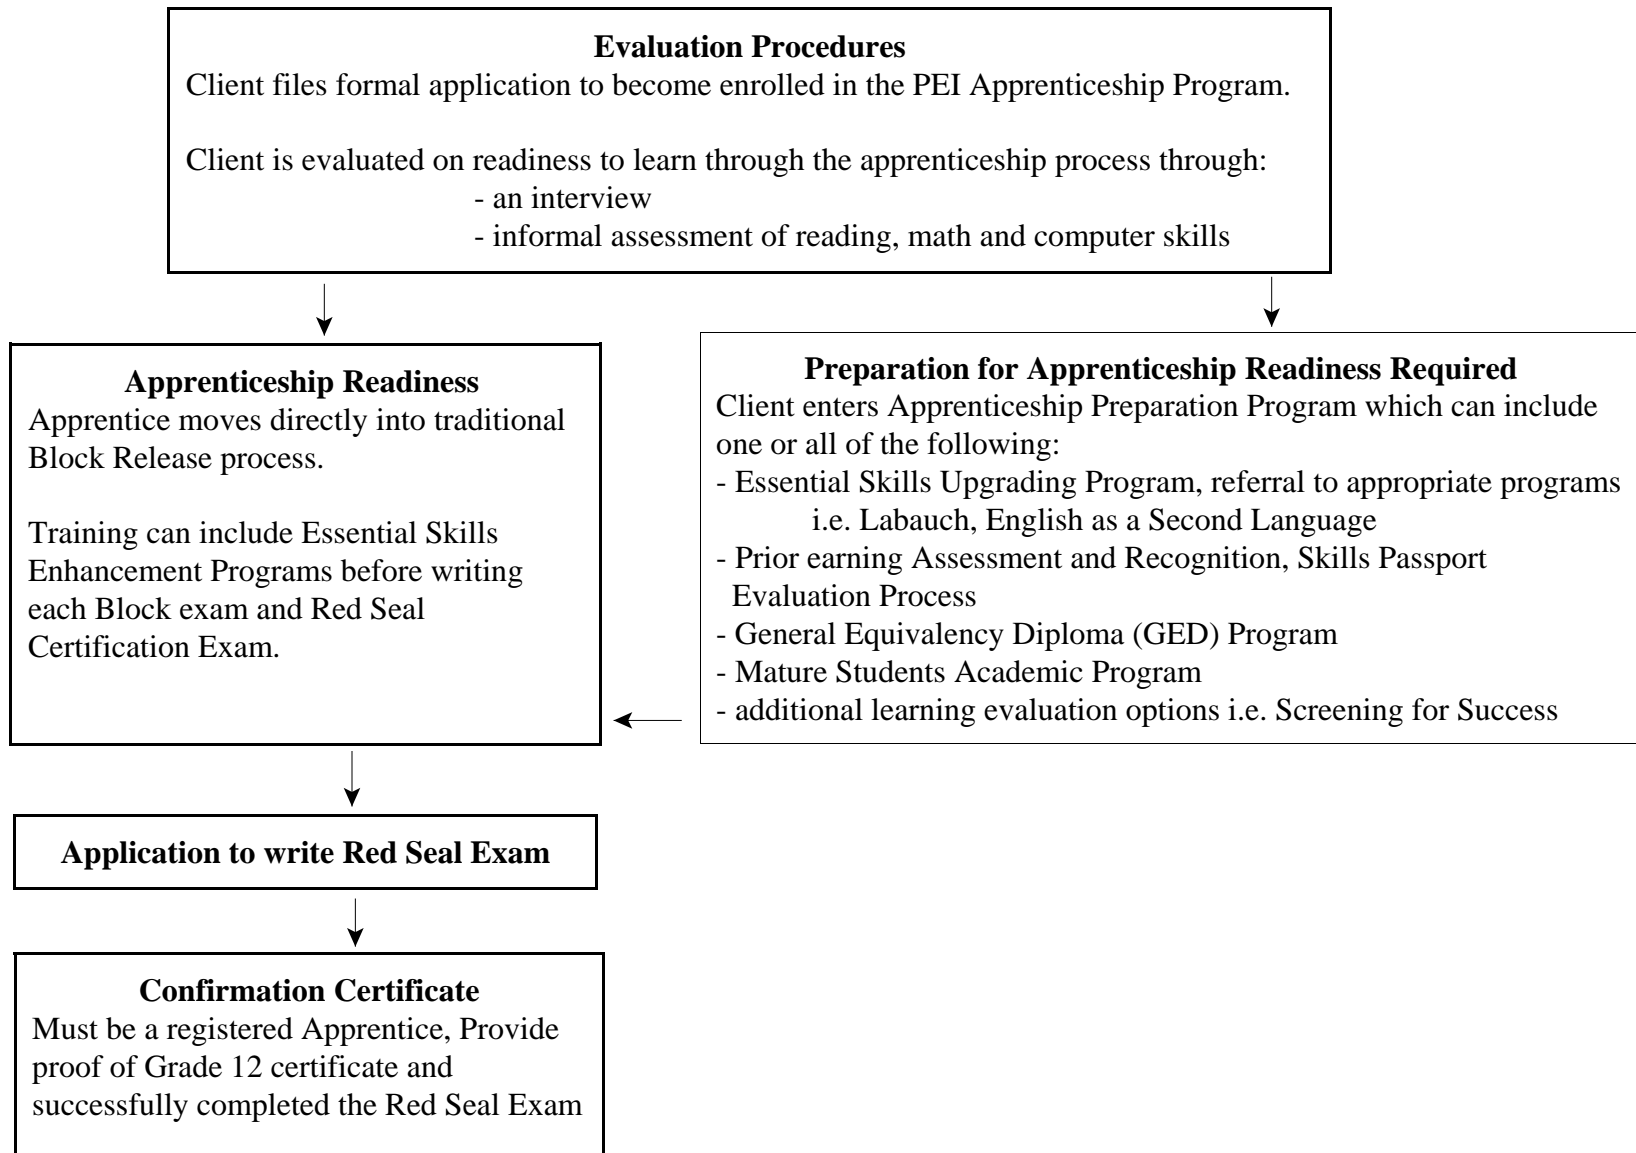 Evaluation Procedures
Client files formal application to become enrolled in the PEI Apprenticeship Program.
Client is evaluated on readiness to learn through the apprenticeship process through:
- an interview
- informal assessment of reading, math and computer skills
Apprenticeship Readiness
Apprentice moves directly into traditional
Block Release process.
Training can include Essential Skills
Enhancement Programs before writing
each Block exam and Red Seal
Certification Exam.
Preparation for Apprenticeship Readiness Required
Client enters Apprenticeship Preparation Program which can include
one or all of the following:
- Essential Skills Upgrading Program, referral to appropriate programs
i.e. Labauch, English as a Second Language
- Prior earning Assessment and Recognition, Skills Passport
Evaluation Process
- General Equivalency Diploma (GED) Program
- Mature Students Academic Program
- additional learning evaluation options i.e. Screening for Success
Application to write Red Seal Exam
Confirmation Certificate
Must be a registered Apprentice, Provide
proof of Grade 12 certificate and
successfully completed the Red Seal Exam